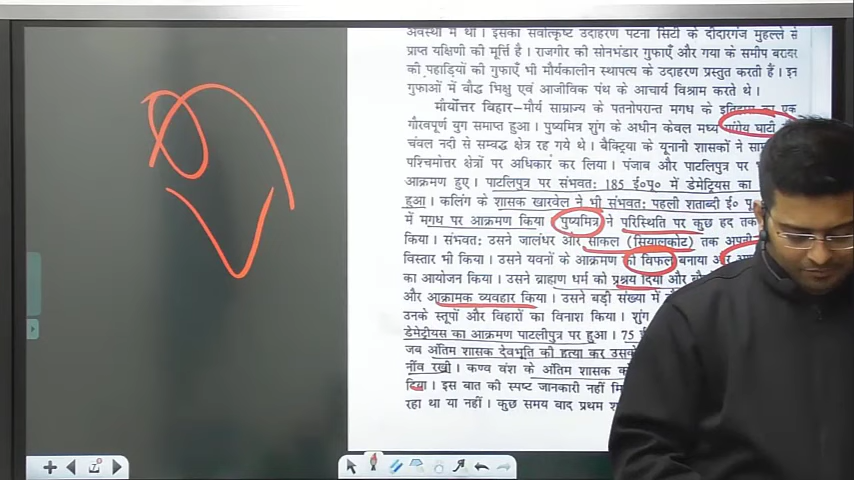 अवस्था में थी। इसका सर्वोत्कृष्ट उदाहरण पटना सिटी के दीदारगंज मुहल्ले से
प्राप्त यक्षिणी की मूर्त्ति है। राजगीर की सोनभंडार गुफाएँ और गया के समीप बराबर
की पहाड़ियों की गुफाएँ भी मौर्यकालीन स्थापत्य के उदाहरण प्रस्तुत करती हैं। इन
गुफाओं में बौद्ध भिक्षु एवं आजीविक पंथ के आचार्य विश्राम करते थे।
मौर्योत्तर बिहार–मौर्य साम्राज्य के पतनोपरान्त मगध के इतिहास का एक
गौरवपूर्ण युग समाप्त हुआ। पुष्यमित्र शुंग के अधीन केवल मध्य गांगेय घाटी
चंवल नदी से सम्वद्ध क्षेत्र रह गये थे। बैक्ट्रिया के यूनानी शासकों ने
पश्चिमोत्तर क्षेत्रों पर अधिकार कर लिया। पंजाब और पाटलिपुत्र पर
आक्रमण हुए। पाटलिपुत्र पर संभवत: 185 ई०पू० में डेमेट्रियस का
हुआ। कलिंग के शासक खारवेल ने भी संभवत: पहली शताब्दी ई०
में मगध पर आक्रमण किया। पुष्यमित्र ने परिस्थिति पर कुछ हद तक
किया। संभवत: उसने जालंधर और साकल (सियालकोट) तक अपनी
विस्तार भी किया। उसने यवनों के आक्रमण को विफल बनाया
का आयोजन किया। उसने ब्राह्मण धर्म को प्रश्रय दिया और
और आक्रामक व्यवहार किया। उसने बड़ी संख्या में
उनके स्तूपों और विहारों का विनाश किया। शुंग
डेमेट्रीयस का आक्रमण पाटलीपुत्र पर हुआ। 75
जब अंतिम शासक देवभूति की हत्या कर उसके
नींव रखी। कण्व वंश के अंतिम शासक
दिया। इस बात की स्पष्ट जानकारी नहीं
रहा था या नहीं। कुछ समय बाद प्रथम